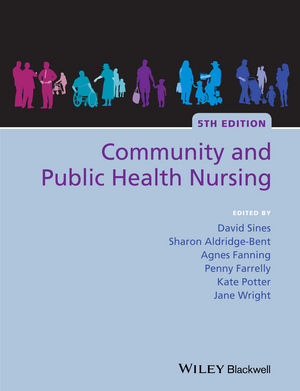 5TH EDITION
Community and
Public Health Nursing
EDITED BY
David Sines
Sharon Aldridge-Bent
Agnes Fanning
Penny Farrelly
Kate Potter
Jane Wright
WILEY Blackwell